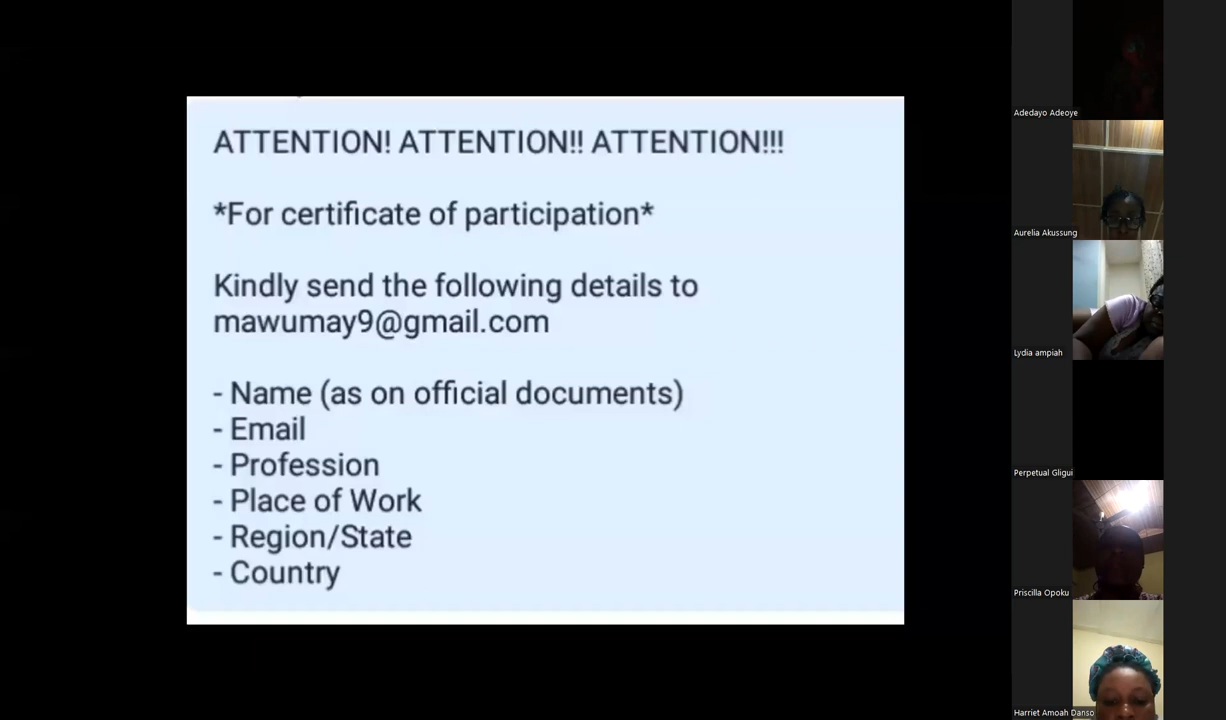 ATTENTION! ATTENTION!! ATTENTION!!!
*For certificate of participation*
Kindly send the following details to
mawumay9@gmail.com
- Name (as on official documents)
- Email
- Profession
- Place of Work
- Region/State
- Country
Adedayo Adeoye
Aurelia Akussung
Lydia ampiah
Perpetual Gligui
Priscilla Opoku
Harriet Amoah Danso